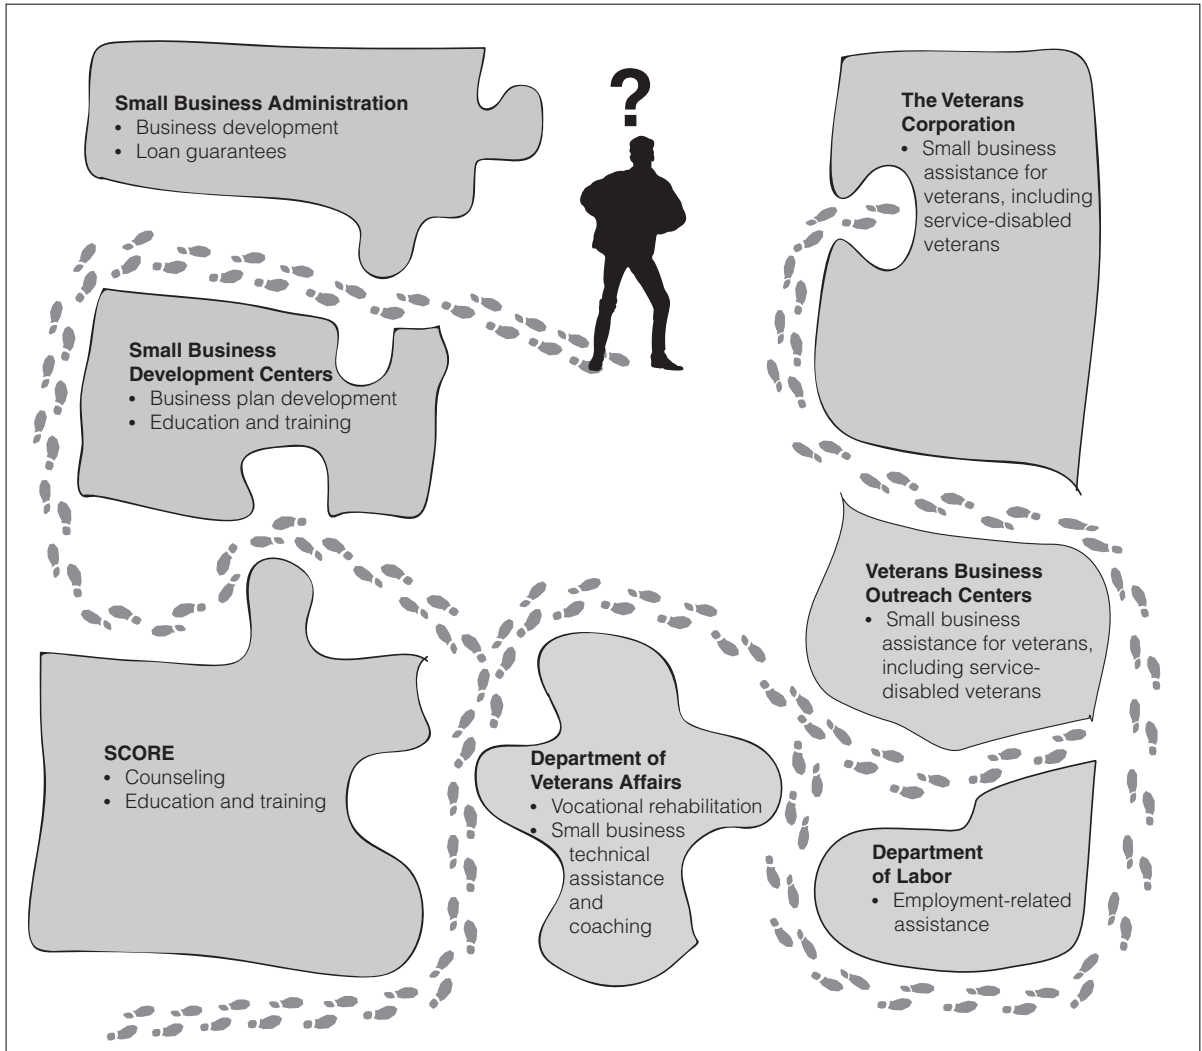 Small Business Administration
• Business development
• Loan guarantees
?
The Veterans
Corporation
• Small business
assistance for
veterans, including
service-disabled
veterans
Small Business
Development Centers
• Business plan development
• Education and training
Veterans Business
Outreach Centers
• Small business
assistance for veterans,
including service-
disabled veterans
SCORE
• Counseling
• Education and training
Department of
Veterans Affairs
• Vocational rehabilitation
• Small business
technical
assistance
and
coaching
Department
of Labor
• Employment-related
assistance